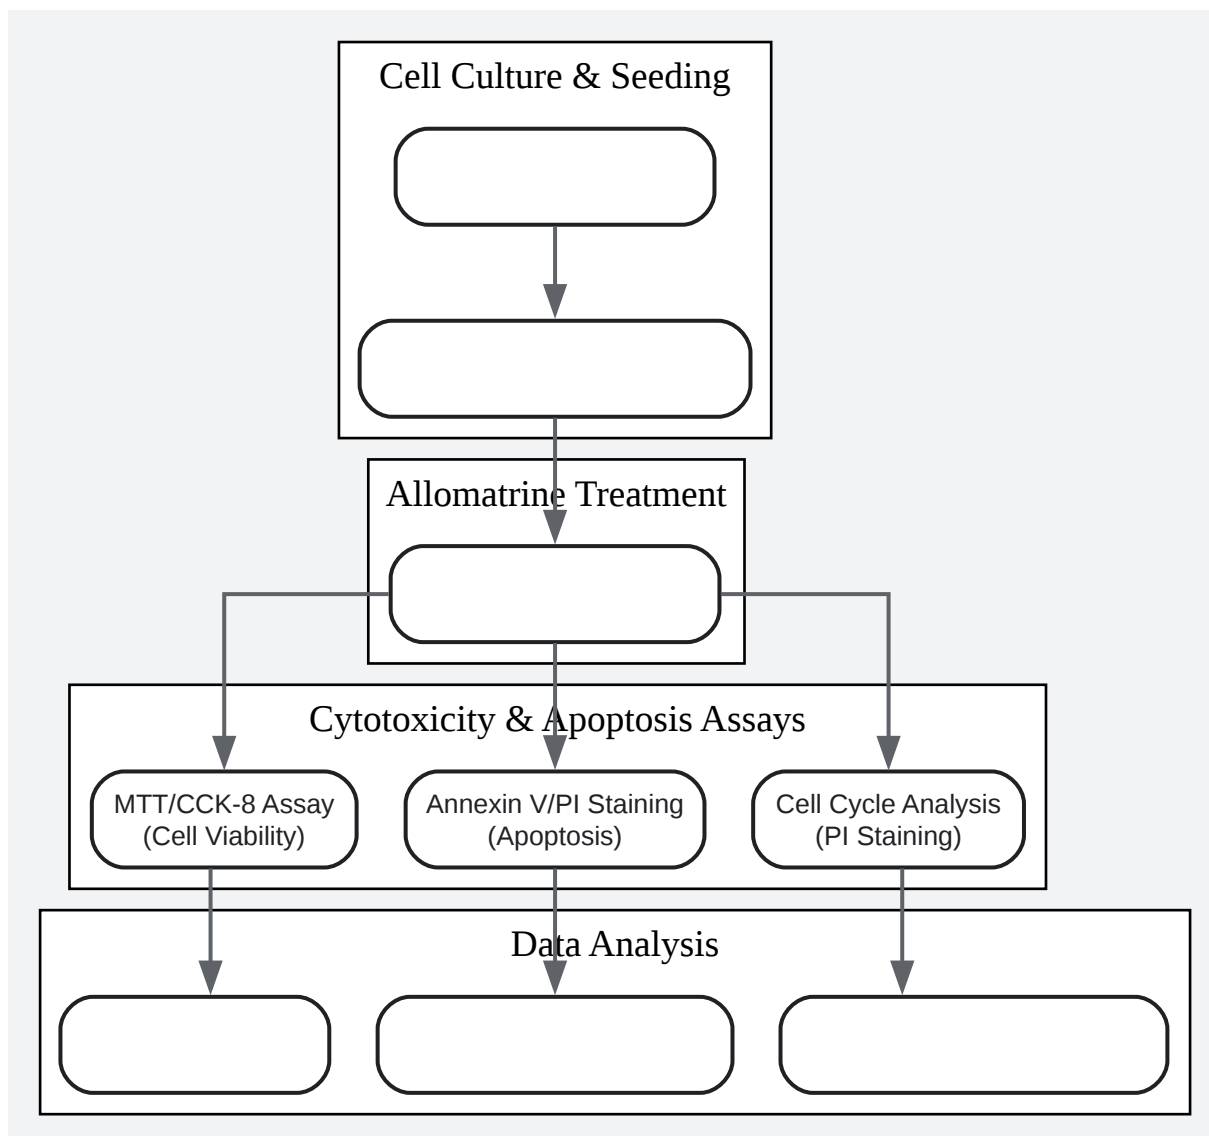 Cell Culture & Seeding
Allomatrine Treatment
Cytotoxicity & Apoptosis Assays
MTT/CCK-8 Assay
(Cell Viability)
Annexin V/PI Staining
(Apoptosis)
Cell Cycle Analysis
(PI Staining)
Data Analysis